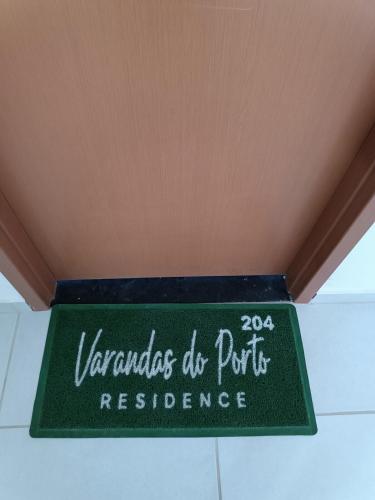 204
Varandas do Porto
RESIDENCE